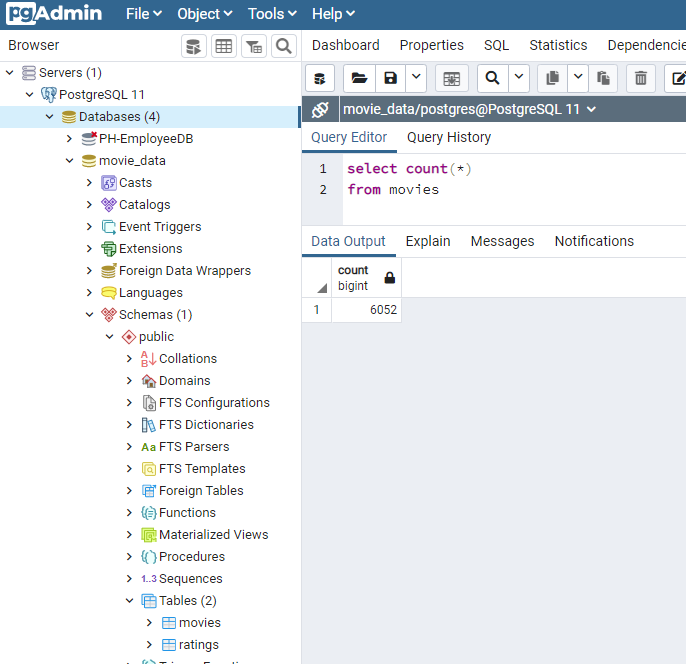 pgAdmin File Object Tools Help
Browser
Dashboard Properties SQL Statistics Dependencie
Servers (1)
PostgreSQL 11
Databases (4)
PH-EmployeeDB
movie_data
Casts
Catalogs
Event Triggers
Extensions
Foreign Data Wrappers
Languages
Schemas (1)
public
Collations
Domains
FTS Configurations
FTS Dictionaries
Aa FTS Parsers
FTS Templates
Foreign Tables
Functions
Materialized Views
Procedures
1..3 Sequences
Tables (2)
movies
ratings
movie_data/postgres@PostgreSQL 11
Query Editor Query History
1 select count(*)
2 from movies
Data Output Explain Messages Notifications
count
bigint
1 6052